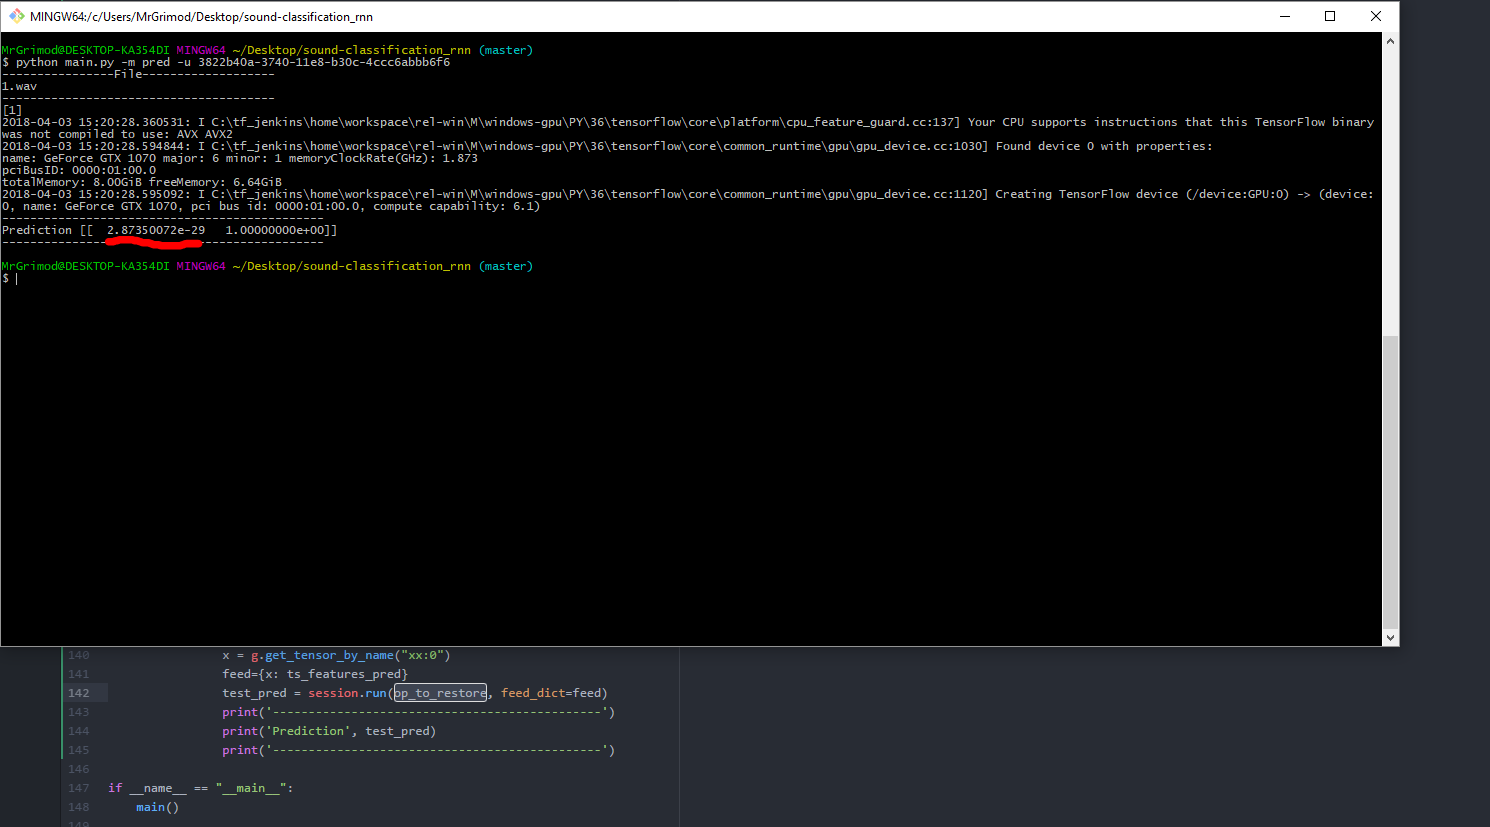 MINGW64:/c/Users/MrGrimod/Desktop/sound-classification_rnn
MrGrimod@DESKTOP-KA354DI MINGW64 ~/Desktop/sound-classification_rnn (master)
$ python main.py -m pred -u 3822b40a-3740-11e8-b30c-4ccc6abbb6f6
----------------File-------------------
1.wav
---------------------------------------
[1]
2018-04-03 15:20:28.360531: I C:\tf_jenkins\home\workspace\rel-win\M\windows-gpu\PY\36\tensorflow\core\platform\cpu_feature_guard.cc:137] Your CPU supports instructions that this TensorFlow binary
was not compiled to use: AVX AVX2
2018-04-03 15:20:28.594844: I C:\tf_jenkins\home\workspace\rel-win\M\windows-gpu\PY\36\tensorflow\core\common_runtime\gpu\gpu_device.cc:1030] Found device 0 with properties:
name: GeForce GTX 1070 major: 6 minor: 1 memoryClockRate(GHz): 1.873
pciBusID: 0000:01:00.0
totalMemory: 8.00GiB freeMemory: 6.64GiB
2018-04-03 15:20:28.595092: I C:\tf_jenkins\home\workspace\rel-win\M\windows-gpu\PY\36\tensorflow\core\common_runtime\gpu\gpu_device.cc:1120] Creating TensorFlow device (/device:GPU:0) -> (device:
0, name: GeForce GTX 1070, pci bus id: 0000:01:00.0, compute capability: 6.1)
----------------------------------------------
Prediction [[  2.87350072e-29   1.00000000e+00]]
----------------------------------------------
MrGrimod@DESKTOP-KA354DI MINGW64 ~/Desktop/sound-classification_rnn (master)
$
140 x = g.get_tensor_by_name("xx:0")
141 feed={x: ts_features_pred}
142 test_pred = session.run(op_to_restore, feed_dict=feed)
143 print('----------------------------------------------')
144 print('Prediction', test_pred)
145 print('----------------------------------------------')
146
147 if __name__ == "__main__":
148 main()
149